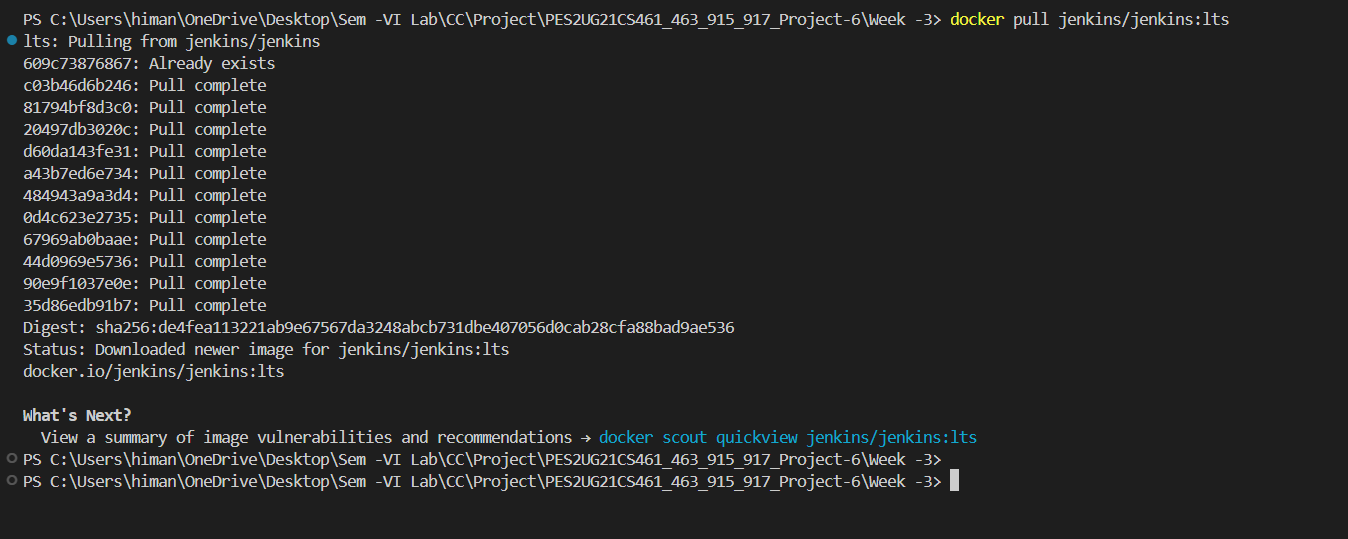 PS C:\Users\himan\OneDrive\Desktop\Sem -VI Lab\CC\Project\PES2UG21CS461_463_915_917_Project-6\Week -3> docker pull jenkins/jenkins:lts
lts: Pulling from jenkins/jenkins
609c73876867: Already exists
c03b46d6b246: Pull complete
81794bf8d3c0: Pull complete
20497db3020c: Pull complete
d60da143fe31: Pull complete
a43b7ed6e734: Pull complete
484943a9a3d4: Pull complete
0d4c623e2735: Pull complete
67969ab0baae: Pull complete
44d0969e5736: Pull complete
90e9f1037e0e: Pull complete
35d86edb91b7: Pull complete
Digest: sha256:de4fea113221ab9e67567da3248abcb731dbe407056d0cab28cfa88bad9ae536
Status: Downloaded newer image for jenkins/jenkins:lts
docker.io/jenkins/jenkins:lts
What's Next?
View a summary of image vulnerabilities and recommendations → docker scout quickview jenkins/jenkins:lts
PS C:\Users\himan\OneDrive\Desktop\Sem -VI Lab\CC\Project\PES2UG21CS461_463_915_917_Project-6\Week -3>
PS C:\Users\himan\OneDrive\Desktop\Sem -VI Lab\CC\Project\PES2UG21CS461_463_915_917_Project-6\Week -3>